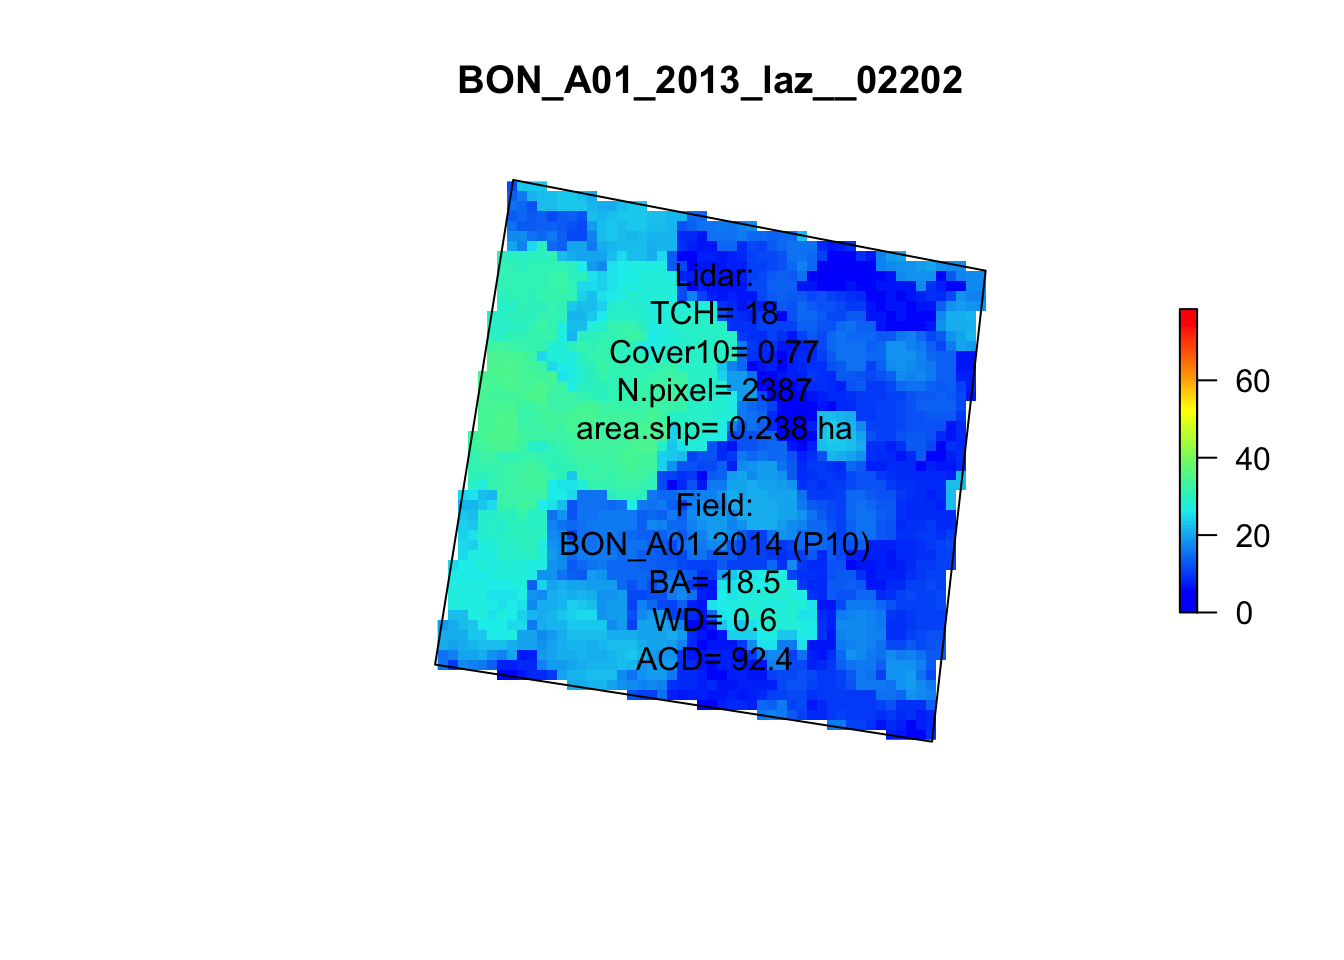 BON_A01_2013_laz__02202
Lidar:
TCH= 18
Cover10= 0.77
N.pixel= 2387
area.shp= 0.238 ha
Field:
BON_A01 2014 (P10)
BA= 18.5
WD= 0.6
ACD= 92.4
60
40
20
0